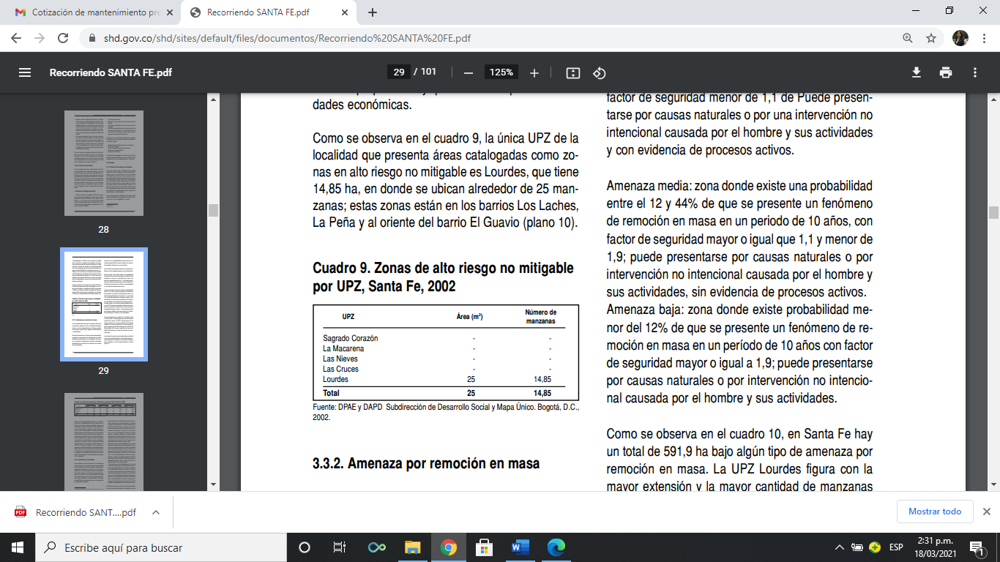 Cotización de mantenimiento pre
Recorriendo SANTA FE.pdf
shd.gov.co/shd/sites/default/files/documentos/Recorriendo%20SANTA%20FE.pdf
Recorriendo SANTA FE.pdf
29 / 101
125%
28
29
dades económicas.
Como se observa en el cuadro 9, la única UPZ de la
localidad que presenta áreas catalogadas como zo-
nas en alto riesgo no mitigable es Lourdes, que tiene
14,85 ha, en donde se ubican alrededor de 25 man-
zanas; estas zonas están en los barrios Los Laches,
La Peña y al oriente del barrio El Guavio (plano 10).
Cuadro 9. Zonas de alto riesgo no mitigable
por UPZ, Santa Fe, 2002
UPZ Área (m²) Número de
manzanas
Sagrado Corazón - -
La Macarena - -
Las Nieves - -
Las Cruces - -
Lourdes 25 14,85
Total 25 14,85
Fuente: DPAE y DAPD Subdirección de Desarrollo Social y Mapa Único. Bogotá, D.C.,
2002.
3.3.2. Amenaza por remoción en masa
factor de seguridad menor de 1,1 de Puede presen-
tarse por causas naturales o por una intervención no
intencional causada por el hombre y sus actividades
y con evidencia de procesos activos.
Amenaza media: zona donde existe una probabilidad
entre el 12 y 44% de que se presente un fenómeno
de remoción en masa en un periodo de 10 años, con
factor de seguridad mayor o igual que 1,1 y menor de
1,9; puede presentarse por causas naturales o por
intervención no intencional causada por el hombre y
sus actividades, sin evidencia de procesos activos.
Amenaza baja: zona donde existe probabilidad me-
nor del 12% de que se presente un fenómeno de re-
moción en masa en un período de 10 años con factor
de seguridad mayor o igual a 1,9; puede presentarse
por causas naturales o por intervención no intencio-
nal causada por el hombre y sus actividades.
Como se observa en el cuadro 10, en Santa Fe hay
un total de 591,9 ha bajo algún tipo de amenaza por
remoción en masa. La UPZ Lourdes figura con la
mayor extensión y la mayor cantidad de manzanas
Recorriendo SANT....pdf
Mostrar todo
Escribe aquí para buscar
ESP
2:31 p.m.
18/03/2021
1